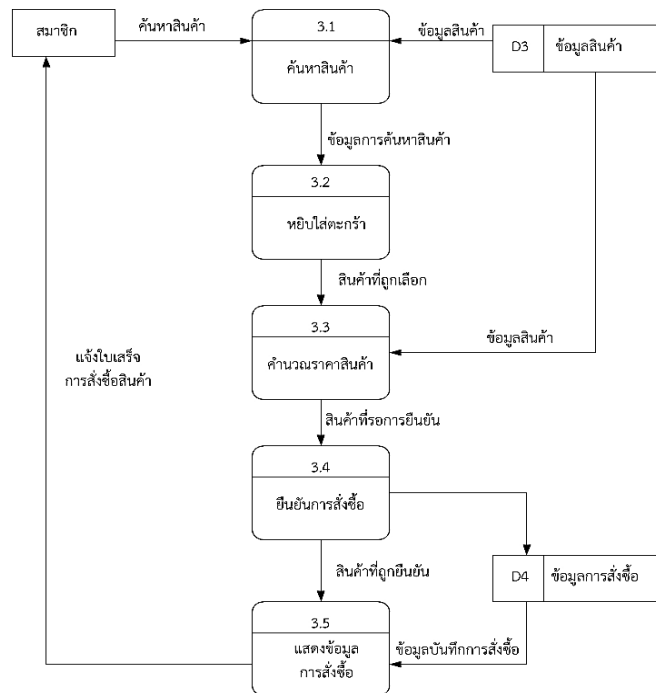 สมาชิก
ค้นหาสินค้า
3.1
ค้นหาสินค้า
ข้อมูลสินค้า
D3
ข้อมูลสินค้า
ข้อมูลการค้นหาสินค้า
3.2
หยิบใส่ตะกร้า
สินค้าที่ถูกเลือก
3.3
คำนวณราคาสินค้า
ข้อมูลสินค้า
แจ้งใบเสร็จ
การสั่งซื้อสินค้า
สินค้าที่รอการยืนยัน
3.4
ยืนยันการสั่งซื้อ
สินค้าที่ถูกยืนยัน
D4
ข้อมูลการสั่งซื้อ
3.5
แสดงข้อมูล
การสั่งซื้อ
ข้อมูลบันทึกการสั่งซื้อ